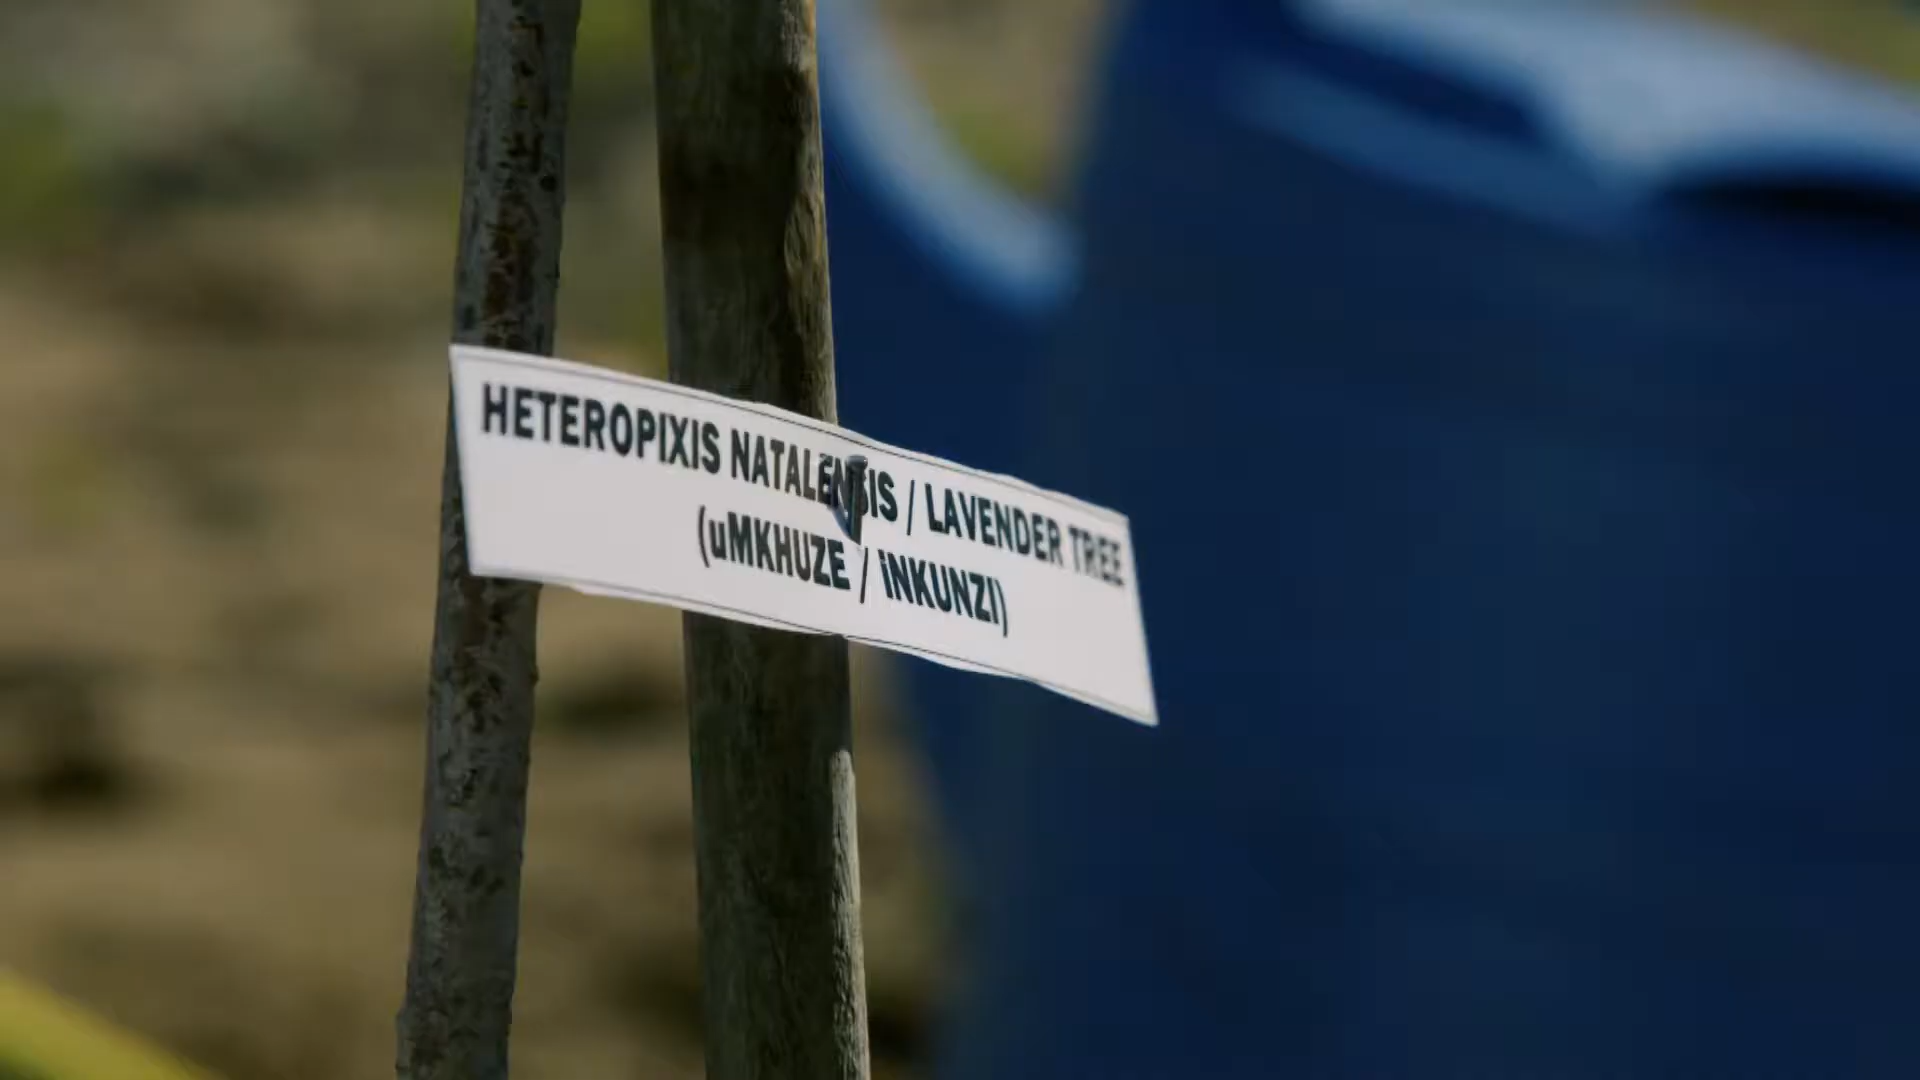 HETEROPIXIS NATALENSIS / LAVENDER TREE
(uMKHUZE / iNKUNZI)